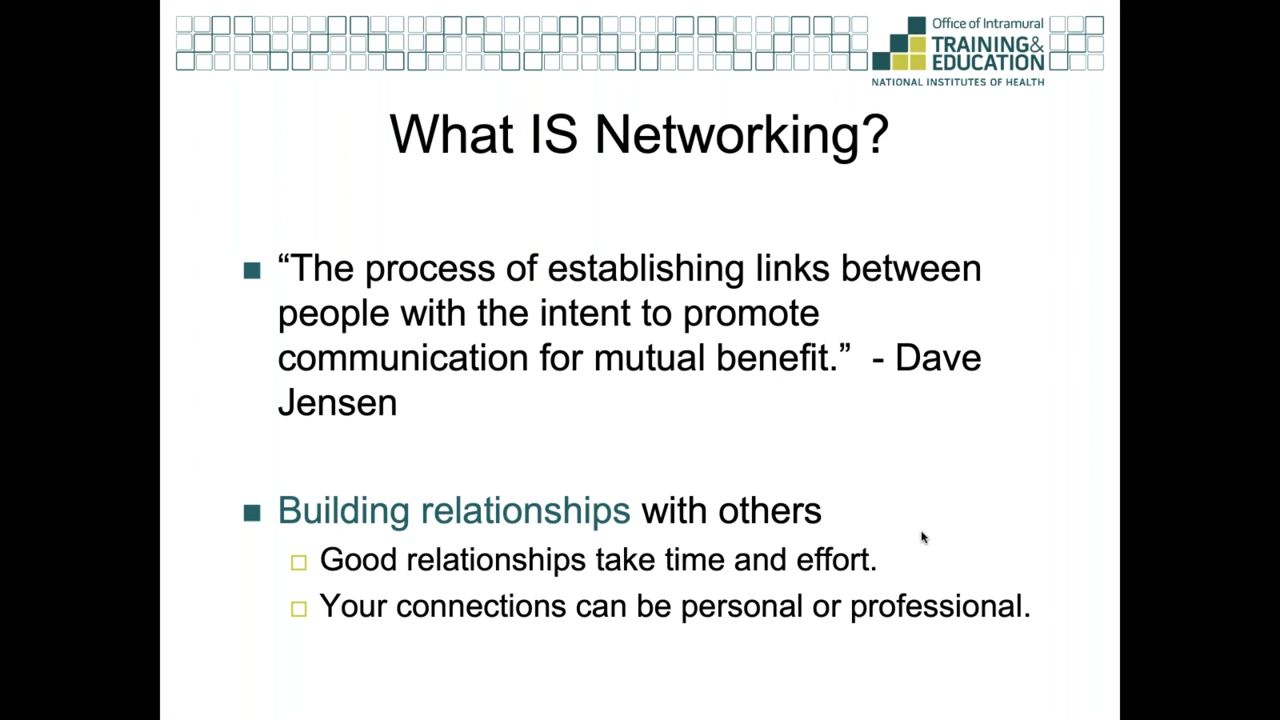 Office of Intramural
TRAINING&
EDUCATION
NATIONAL INSTITUTES OF HEALTH
What IS Networking?
“The process of establishing links between
people with the intent to promote
communication for mutual benefit.”  - Dave
Jensen
Building relationships with others
Good relationships take time and effort.
Your connections can be personal or professional.